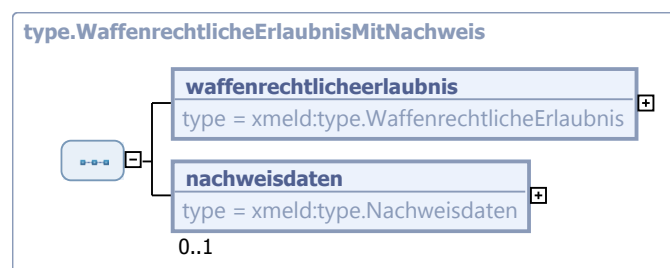 type.WaffenrechtlicheErlaubnisMitNachweis
waffenrechtlicheerlaubnis
type = xmeld:type.WaffenrechtlicheErlaubnis
nachweisdaten
type = xmeld:type.Nachweisdaten
0..1